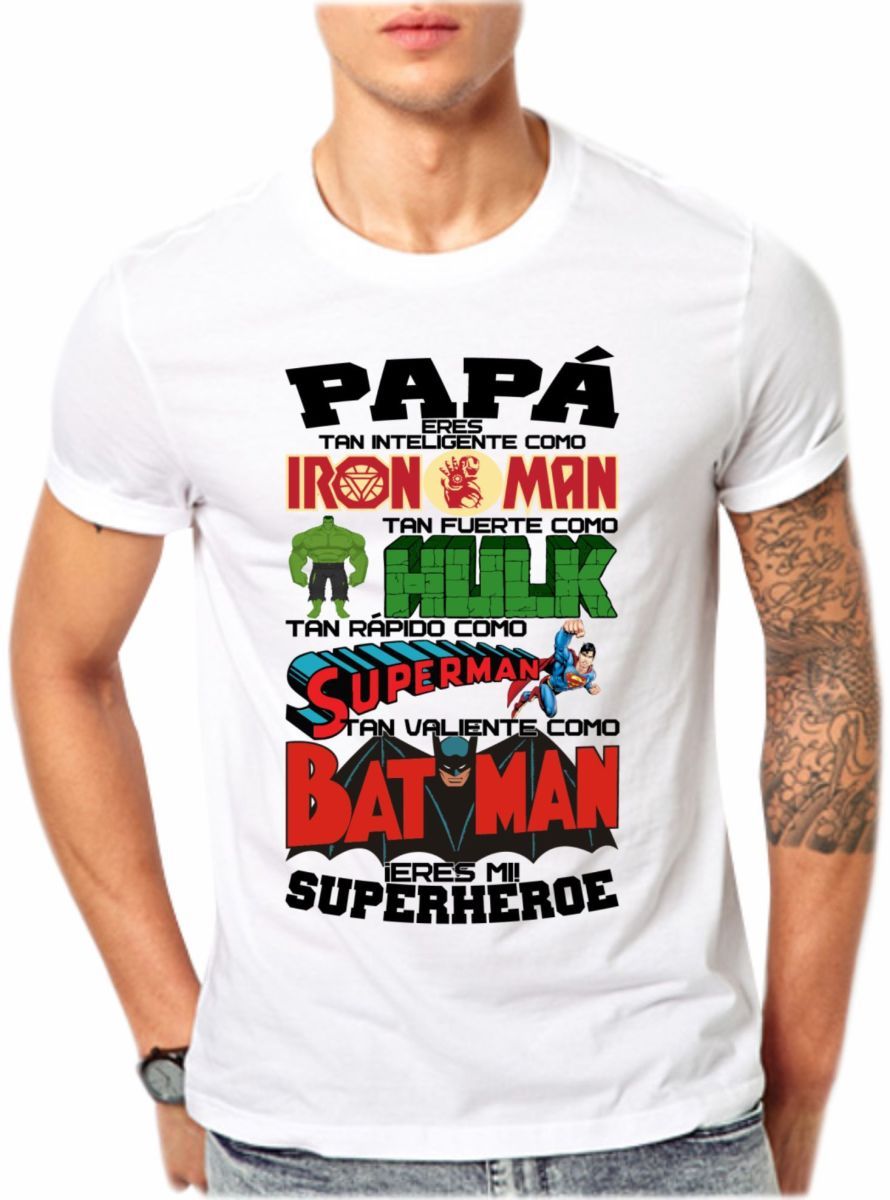 PAPÁ
ERES
TAN INTELIGENTE COMO
IRON MAN
TAN FUERTE COMO
HULK
TAN RÁPIDO COMO
SUPERMAN
TAN VALIENTE COMO
BATMAN
¡ERES MI!
SUPERHEROE